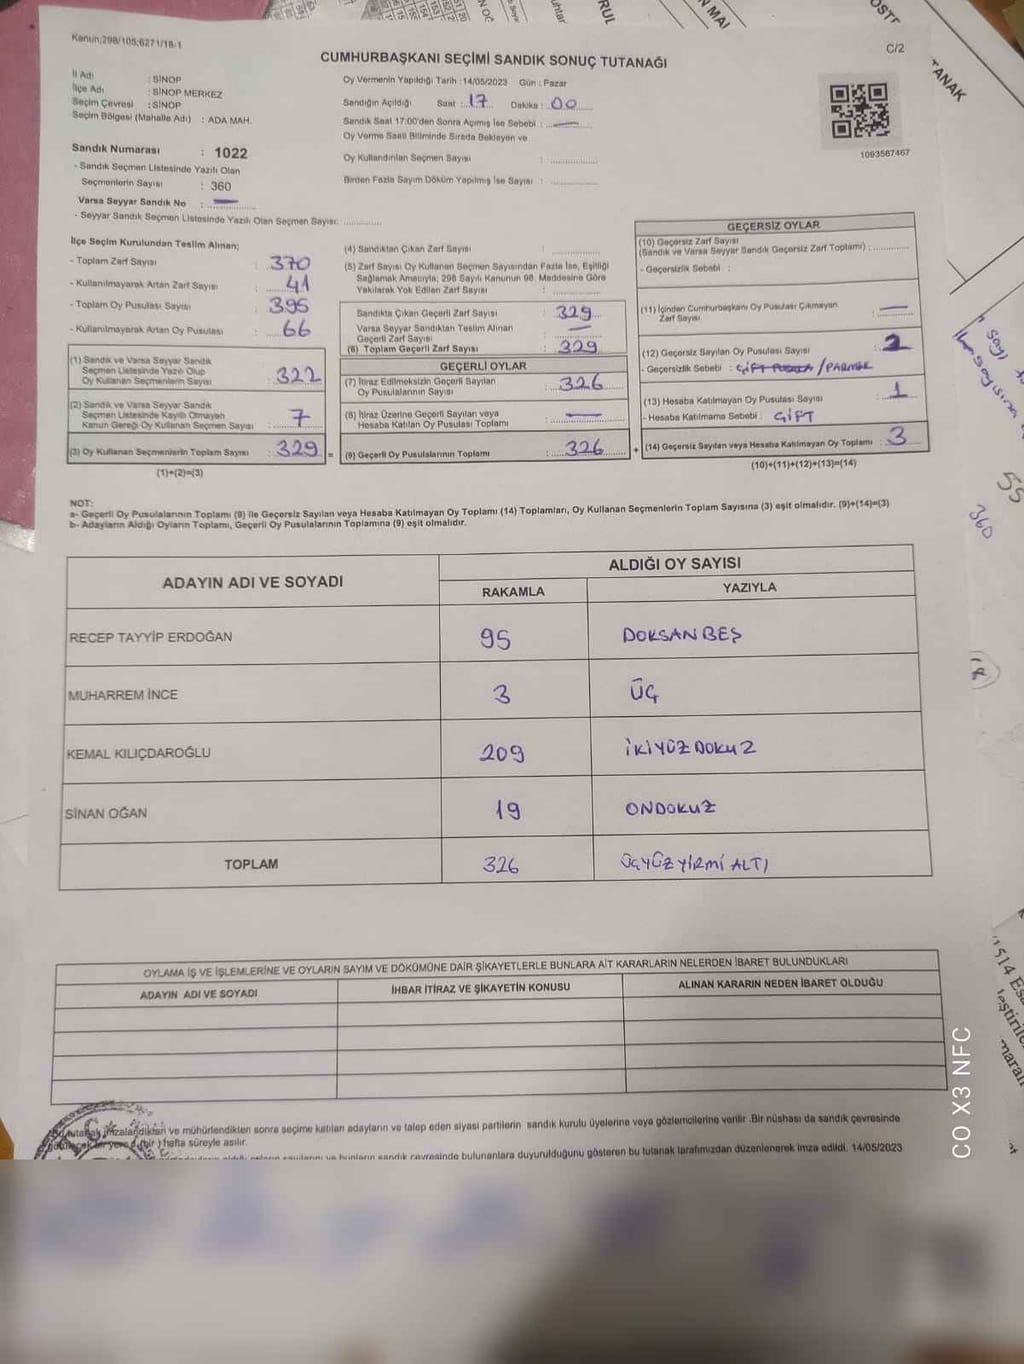 Kanun:298/105;6271/18-1
C/2
CUMHURBAŞKANI SEÇİMİ SANDIK SONUÇ TUTANAĞI
İl Adı : SİNOP
İlçe Adı : SİNOP MERKEZ
Seçim Çevresi : SİNOP
Seçim Bölgesi (Mahalle Adı) : ADA MAH.
Sandık Numarası : 1022
- Sandık Seçmen Listesinde Yazılı Olan
Seçmenlerin Sayısı : 360
Varsa Seyyar Sandık No : —
- Seyyar Sandık Seçmen Listesinde Yazılı Olan Seçmen Sayısı: ..............
Oy Vermenin Yapıldığı Tarih : 14/05/2023 Gün : Pazar
Sandığın Açıldığı Saat : 17 Dakika : 00
Sandık Saat 17:00'den Sonra Açımış İse Sebebi : —
Oy Verme Saati Bitiminde Sırada Bekleyen ve
Oy Kullandırılan Seçmen Sayısı : ..............
Birden Fazla Sayım Döküm Yapılmış İse Sayısı : ..............
1093587467
İlçe Seçim Kurulundan Teslim Alınan;
- Toplam Zarf Sayısı : 370
- Kullanılmayarak Artan Zarf Sayısı : 41
- Toplam Oy Pusulası Sayısı : 395
- Kullanılmayarak Artan Oy Pusulası : 66
(1) Sandık ve Varsa Seyyar Sandık
Seçmen Listesinde Yazılı Olup
Oy Kullanan Seçmenlerin Sayısı : 322
(2) Sandık ve Varsa Seyyar Sandık
Seçmen Listesinde Kayıtlı Olmayan
Kanun Gereği Oy Kullanan Seçmen Sayısı : 7
(3) Oy Kullanan Seçmenlerin Toplam Sayısı : 329 =
(1)+(2)=(3)
(4) Sandıktan Çıkan Zarf Sayısı : ..............
(5) Zarf Sayısı Oy Kullanan Seçmen Sayısından Fazla İse, Eşitliği
Sağlamak Amacıyla; 298 Sayılı Kanunun 98. Maddesine Göre
Yakılarak Yok Edilen Zarf Sayısı : ..............
Sandıkta Çıkan Geçerli Zarf Sayısı : 329
Varsa Seyyar Sandıktan Teslim Alınan
Geçerli Zarf Sayısı : —
(6) Toplam Geçerli Zarf Sayısı : 329
GEÇERLİ OYLAR
(7) İtiraz Edilmeksizin Geçerli Sayılan
Oy Pusulalarının Sayısı : 326
(8) İtiraz Üzerine Geçerli Sayılan veya
Hesaba Katılan Oy Pusulası Toplamı : —
(9) Geçerli Oy Pusulalarının Toplamı : 326 +
GEÇERSİZ OYLAR
(10) Geçersiz Zarf Sayısı
(Sandık ve Varsa Seyyar Sandık Geçersiz Zarf Toplamı) : ..............
- Geçersizlik Sebebi :
(11) İçinden Cumhurbaşkanı Oy Pusulası Çıkmayan
Zarf Sayısı : —
(12) Geçersiz Sayılan Oy Pusulası Sayısı : 2
- Geçersizlik Sebebi : ÇİFT PUSULA / PARMAK
(13) Hesaba Katılmayan Oy Pusulası Sayısı : 1
- Hesaba Katılmama Sebebi : ÇİFT
(14) Geçersiz Sayılan veya Hesaba Katılmayan Oy Toplamı : 3
(10)+(11)+(12)+(13)=(14)
NOT:
a- Geçerli Oy Pusulalarının Toplamı (9) ile Geçersiz Sayılan veya Hesaba Katılmayan Oy Toplamı (14) Toplamları, Oy Kullanan Seçmenlerin Toplam Sayısına (3) eşit olmalıdır. (9)+(14)=(3)
b- Adayların Aldığı Oyların Toplamı, Geçerli Oy Pusulalarının Toplamına (9) eşit olmalıdır.
ADAYIN ADI VE SOYADI
ALDIĞI OY SAYISI
RAKAMLA YAZIYLA
RECEP TAYYİP ERDOĞAN 95 DOKSANBEŞ
MUHARREM İNCE 3 ÜÇ
KEMAL KILIÇDAROĞLU 209 İKİYÜZDOKUZ
SİNAN OĞAN 19 ONDOKUZ
TOPLAM 326 ÜÇYÜZYİRMİALTI
OYLAMA İŞ VE İŞLEMLERİNE VE OYLARIN SAYIM VE DÖKÜMÜNE DAİR ŞİKAYETLERLE BUNLARA AİT KARARLARIN NELERDEN İBARET BULUNDUKLARI
ADAYIN ADI VE SOYADI İHBAR İTİRAZ VE ŞİKAYETİN KONUSU ALINAN KARARIN NEDEN İBARET OLDUĞU
tutanak imzalandıktan ve mühürlendikten sonra seçime katılan adayların ve talep eden siyasi partilerin sandık kurulu üyelerine veya gözlemcilerine verilir .Bir nüshası da sandık çevresinde
(bir) hafta süreyle asılır.
sandık çevresinde bulunanlara duyurulduğunu gösteren bu tutanak tarafımızdan düzenlenerek imza edildi. 14/05/2023
TANAK
55
360
CO X3 NFC